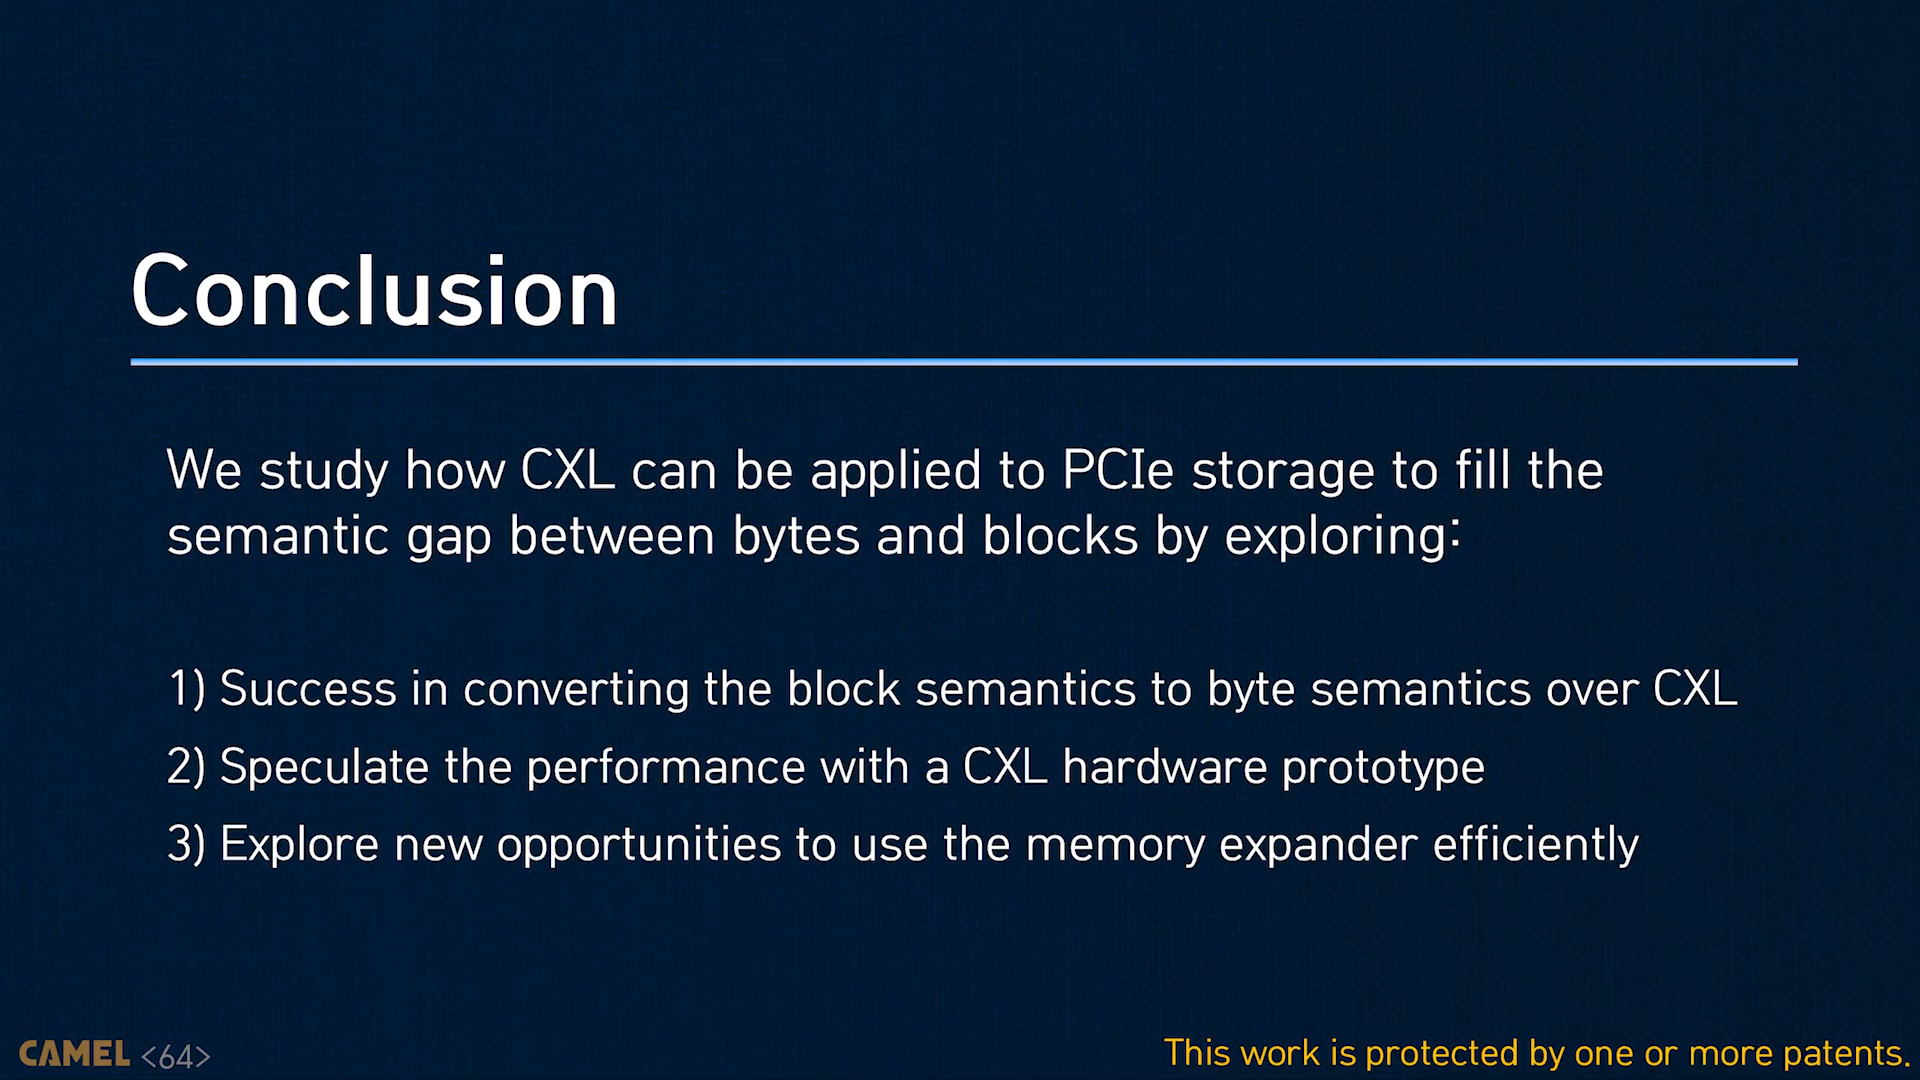 Conclusion
We study how CXL can be applied to PCIe storage to fill the
semantic gap between bytes and blocks by exploring:
1) Success in converting the block semantics to byte semantics over CXL
2) Speculate the performance with a CXL hardware prototype
3) Explore new opportunities to use the memory expander efficiently
CAMEL <64>
This work is protected by one or more patents.